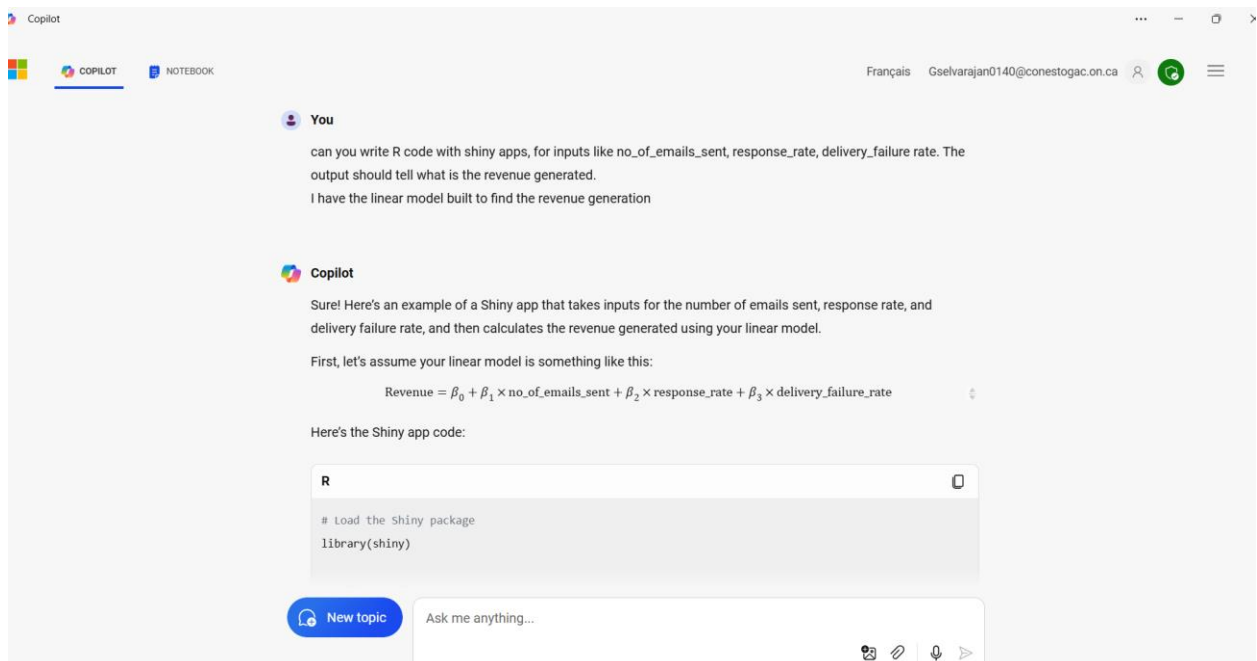 Copilot
COPILOT
NOTEBOOK
Français
Gselvarajan0140@conestogac.on.ca
You
can you write R code with shiny apps, for inputs like no_of_emails_sent, response_rate, delivery_failure rate. The
output should tell what is the revenue generated.
I have the linear model built to find the revenue generation
Copilot
Sure! Here’s an example of a Shiny app that takes inputs for the number of emails sent, response rate, and
delivery failure rate, and then calculates the revenue generated using your linear model.
First, let’s assume your linear model is something like this:
Revenue = β₀ + β₁ × no_of_emails_sent + β₂ × response_rate + β₃ × delivery_failure_rate
Here’s the Shiny app code:
R
# Load the Shiny package
library(shiny)
New topic
Ask me anything...